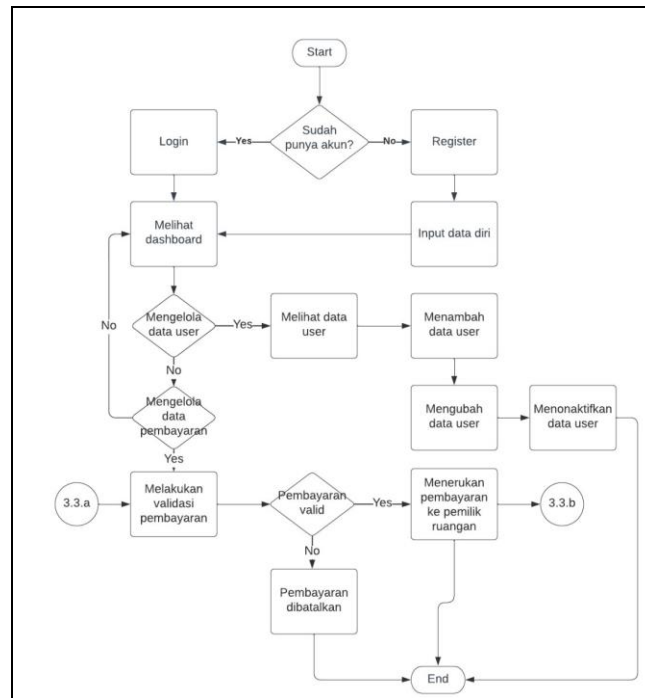 Start
Sudah
punya akun?
Yes
No
Login
Register
Melihat
dashboard
Input data diri
No
Mengelola
data user
Yes
Melihat data
user
Menambah
data user
No
Mengelola
data
pembayaran
Mengubah
data user
Menonaktifkan
data user
Yes
3.3.a
Melakukan
validasi
pembayaran
Pembayaran
valid
Yes
Menerukan
pembayaran
ke pemilik
ruangan
3.3.b
No
Pembayaran
dibatalkan
End